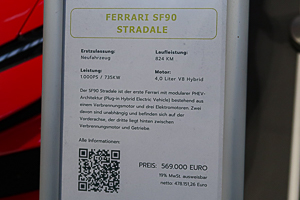 FERRARI SF90
STRADALE
Erstzulassung:
Neufahrzeug
Laufleistung:
824 KM
Leistung:
1.000PS / 735KW
Motor:
4,0 Liter V8 Hybrid
Der SF90 Stradale ist der erste Ferrari mit modularer PHEV-
Architektur (Plug-in Hybrid Electric Vehicle) bestehend aus
einem Verbrennungsmotor und drei Elektromotoren. Zwei
davon sind unabhängig und befinden sich auf der
Vorderachse, der dritte liegt hinten zwischen
Verbrennungsmotor und Getriebe.
Alle Informationen:
PREIS: 569.000 EURO
19% MwSt. ausweisbar
netto: 478.151,26 Euro